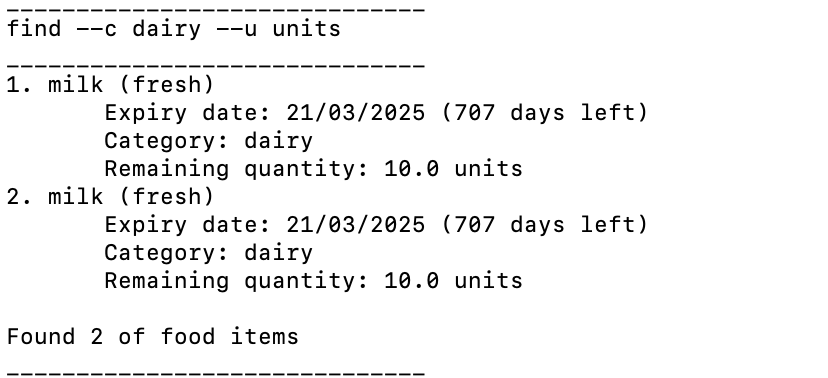 ______________________________
find --c dairy --u units
______________________________
1. milk (fresh)
       Expiry date: 21/03/2025 (707 days left)
       Category: dairy
       Remaining quantity: 10.0 units
2. milk (fresh)
       Expiry date: 21/03/2025 (707 days left)
       Category: dairy
       Remaining quantity: 10.0 units

Found 2 of food items
______________________________